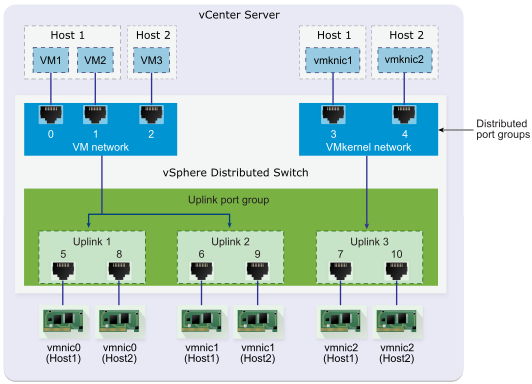 vCenter Server
Host 1
Host 2
Host 1
Host 2
VM1
VM2
VM3
vmknic1
vmknic2
0
1
2
3
4
VM network
VMkernel network
Distributed
port groups
vSphere Distributed Switch
Uplink port group
Uplink 1
Uplink 2
Uplink 3
5
8
6
9
7
10
vmnic0
(Host1)
vmnic0
(Host2)
vmnic1
(Host1)
vmnic1
(Host2)
vmnic2
(Host1)
vmnic2
(Host2)